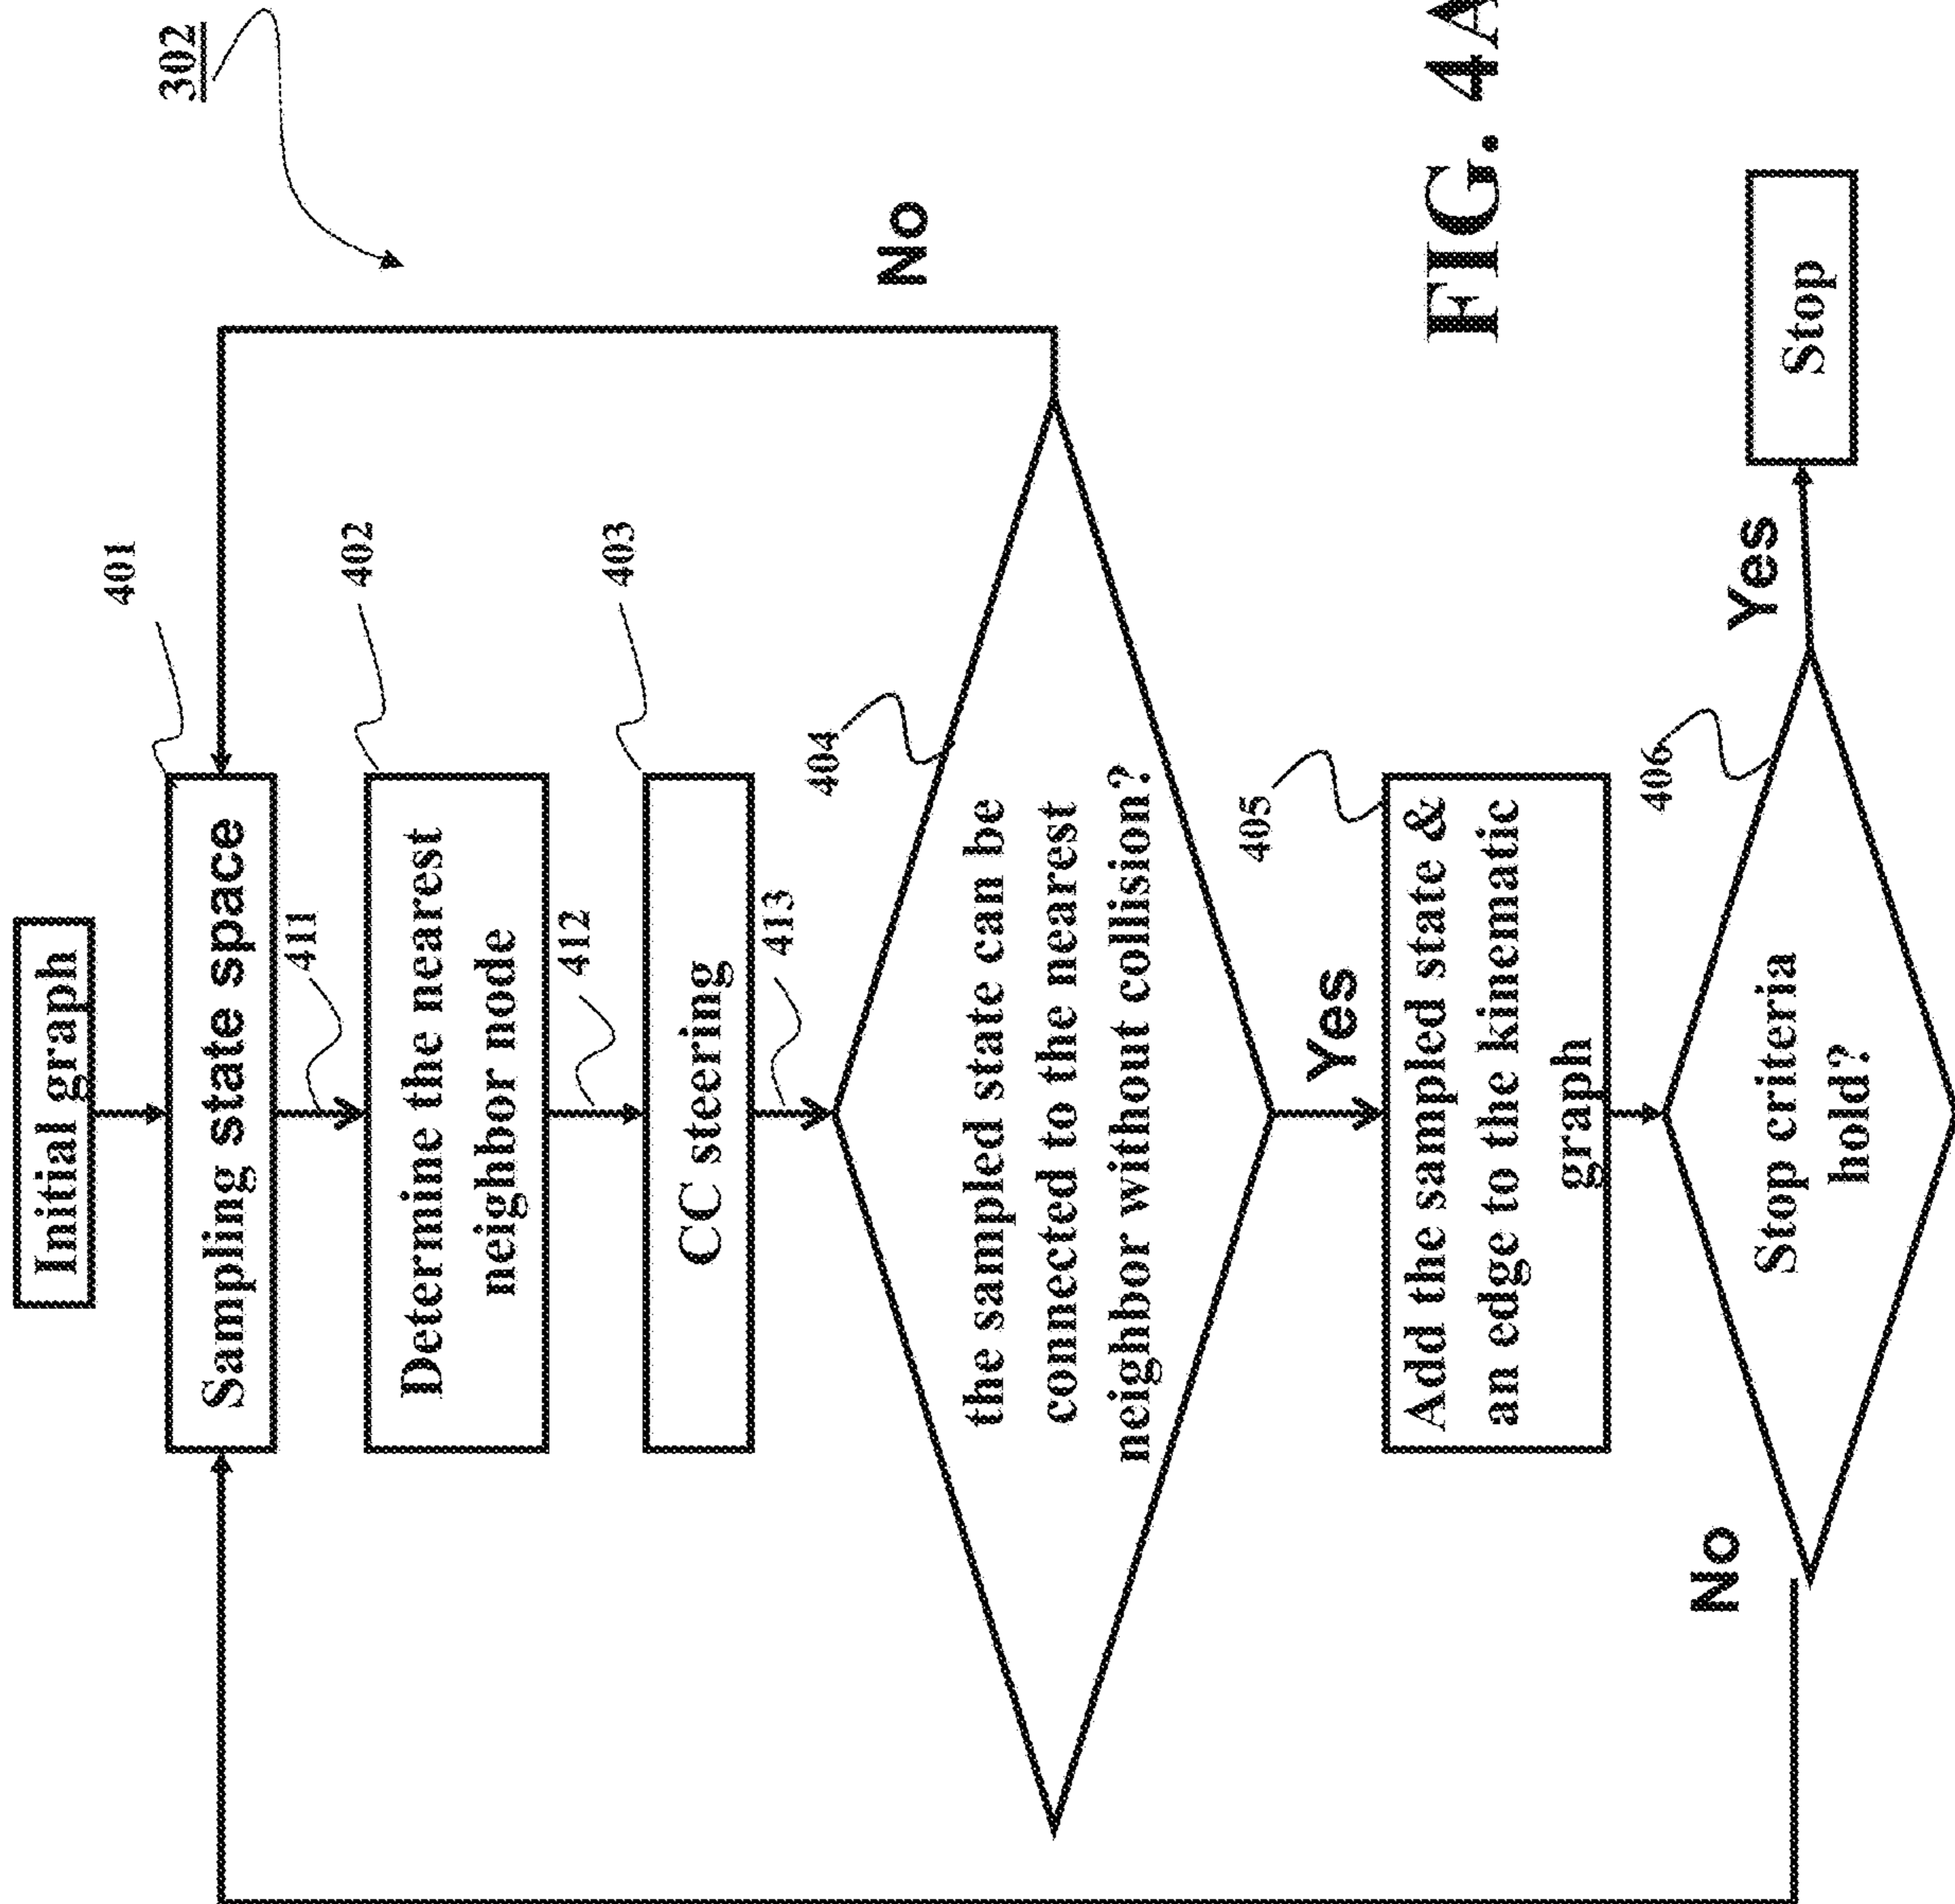 302
Initial graph
401
Sampling state space
411
402
Determine the nearest
neighbor node
412
403
CC steering
413
404
the sampled state can be
connected to the nearest
neighbor without collision?
No
Yes
405
Add the sampled state &
an edge to the kinematic
graph
406
Stop criteria
hold?
No
Yes
Stop
FIG. 4A